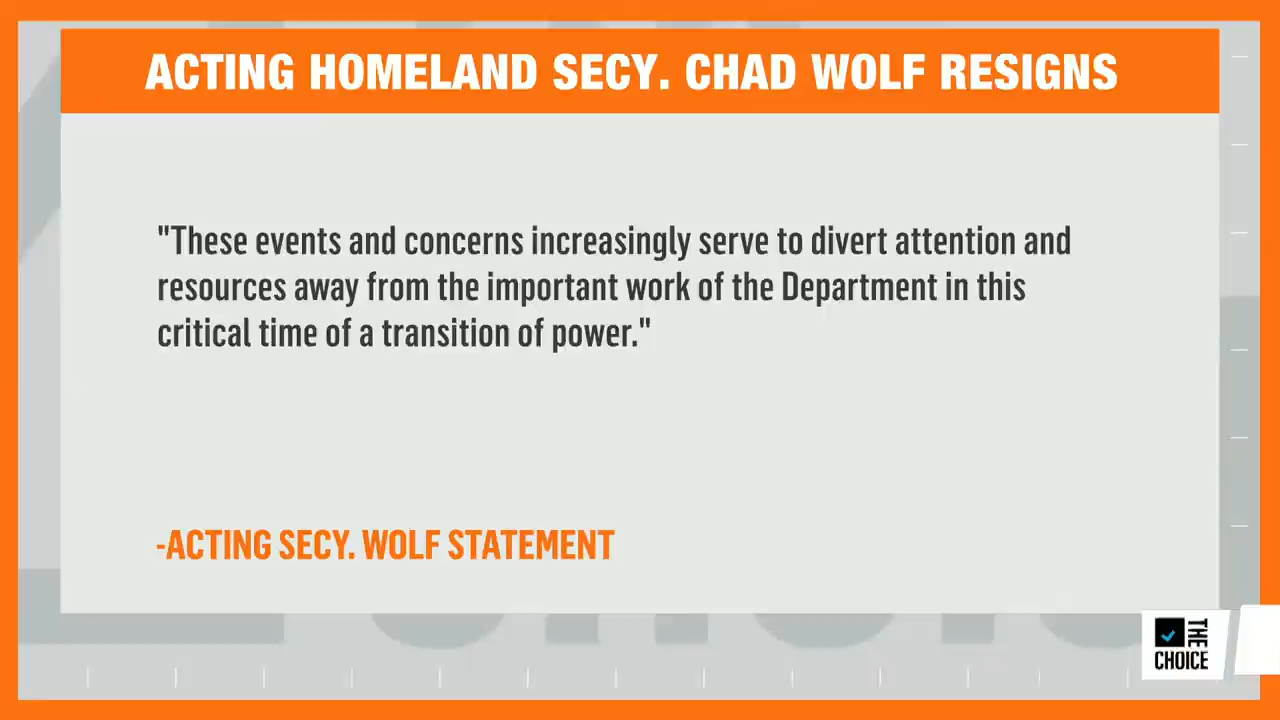 ACTING HOMELAND SECY. CHAD WOLF RESIGNS
"These events and concerns increasingly serve to divert attention and
resources away from the important work of the Department in this
critical time of a transition of power."
-ACTING SECY. WOLF STATEMENT
THE
CHOICE